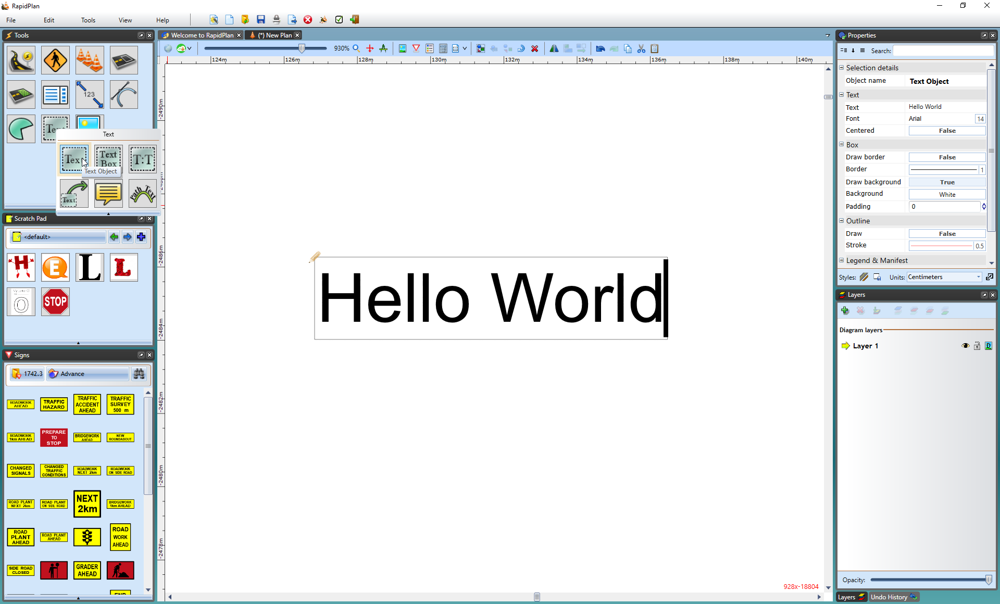 RapidPlan
File Edit Tools View Help
Tools
Welcome to RapidPlan
(*) New Plan
Properties
930%
Search:
124m 126m 128m 130m 132m 134m 136m 138m 140m
-2490m
-2486m
-2484m
-2482m
-2480m
-2478m
123
Text
Text
Text Box
T:T
Text Object
Text
Path Text
Scratch Pad
<default>
H E L L
O
STOP
Signs
1742.3 Advance
ROADWORK AHEAD
TRAFFIC HAZARD
TRAFFIC ACCIDENT AHEAD
TRAFFIC SURVEY 500 m
ROADWORK 1km AHEAD
PREPARE TO STOP
BRIDGEWORK AHEAD
NEW ROUNDABOUT
CHANGED SIGNALS
CHANGED TRAFFIC CONDITIONS
ROADWORK NEXT 2km
ROADWORK ON SIDE ROAD
ROAD PLANT NEXT 2km
ROAD PLANT ON SIDE ROAD
NEXT 2km
BRIDGEWORK 1km AHEAD
ROAD PLANT AHEAD
ROAD PLANT AHEAD
ROAD WORK AHEAD
SIDE ROAD CLOSED
GRADER AHEAD
Hello World
928x-18804
Selection details
Object name Text Object
Text
Text Hello World
Font Arial 14
Centered False
Box
Draw border False
Border 1
Draw background True
Background White
Padding 0
Outline
Draw False
Stroke 0.5
Legend & Manifest
Styles: Units: Centimeters
Layers
Diagram layers
Layer 1 D
Opacity:
Layers Undo History